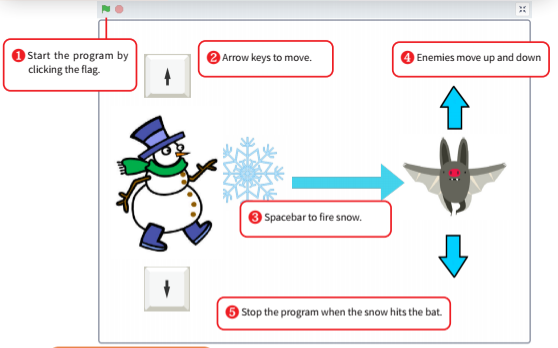 1 Start the program by
clicking the flag.
2 Arrow keys to move.
4 Enemies move up and down
3 Spacebar to fire snow.
5 Stop the program when the snow hits the bat.